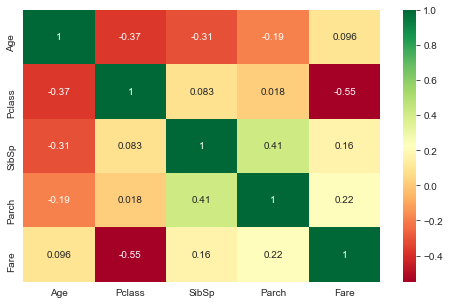 Age 1 -0.37 -0.31 -0.19 0.096
Pclass -0.37 1 0.083 0.018 -0.55
SibSp -0.31 0.083 1 0.41 0.16
Parch -0.19 0.018 0.41 1 0.22
Fare 0.096 -0.55 0.16 0.22 1
Age Pclass SibSp Parch Fare
1.0
0.8
0.6
0.4
0.2
0.0
−0.2
−0.4